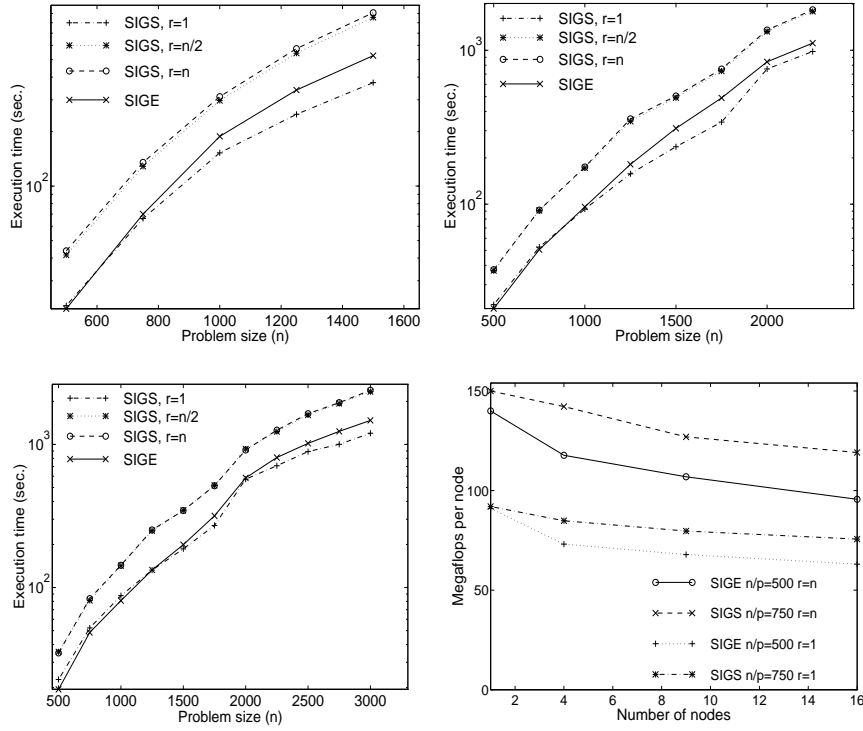 SIGS, r=1
SIGS, r=n/2
SIGS, r=n
SIGE
Execution time (sec.)
10^2
600 800 1000 1200 1400 1600
Problem size (n)
SIGS, r=1
SIGS, r=n/2
SIGS, r=n
SIGE
Execution time (sec.)
10^3
10^2
500 1000 1500 2000
Problem size (n)
SIGS, r=1
SIGS, r=n/2
SIGS, r=n
SIGE
Execution time (sec.)
10^3
10^2
500 1000 1500 2000 2500 3000
Problem size (n)
Megaflops per node
150
100
50
0
SIGE n/p=500 r=n
SIGS n/p=750 r=n
SIGE n/p=500 r=1
SIGS n/p=750 r=1
2 4 6 8 10 12 14 16
Number of nodes